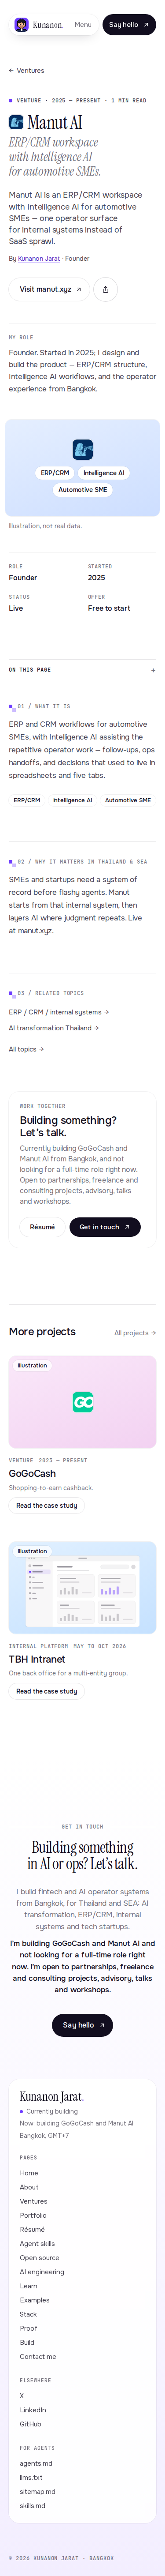 Kunanon.
Menu
Say hello ↗
← Ventures
VENTURE · 2025 — PRESENT · 1 MIN READ
Manut AI
ERP/CRM workspace
with Intelligence AI
for automotive SMEs.
Manut AI is an ERP/CRM workspace
with Intelligence AI for automotive
SMEs — one operator surface
for internal systems instead of
SaaS sprawl.
By Kunanon Jarat · Founder
Visit manut.xyz ↗
MY ROLE
Founder. Started in 2025; I design and
build the product — ERP/CRM structure,
Intelligence AI workflows, and the operator
experience from Bangkok.
ERP/CRM
Intelligence AI
Automotive SME
Illustration, not real data.
ROLE
Founder
STARTED
2025
STATUS
Live
OFFER
Free to start
ON THIS PAGE +
01 / WHAT IT IS
ERP and CRM workflows for automotive
SMEs, with Intelligence AI assisting the
repetitive operator work — follow-ups, ops
handoffs, and decisions that used to live in
spreadsheets and five tabs.
ERP/CRM
Intelligence AI
Automotive SME
02 / WHY IT MATTERS IN THAILAND & SEA
SMEs and startups need a system of
record before flashy agents. Manut
starts from that internal system, then
layers AI where judgment repeats. Live
at manut.xyz.
03 / RELATED TOPICS
ERP / CRM / internal systems →
AI transformation Thailand →
All topics →
WORK TOGETHER
Building something?
Let's talk.
Currently building GoGoCash and
Manut AI from Bangkok, and not
looking for a full-time role right now.
Open to partnerships, freelance and
consulting projects, advisory, talks
and workshops.
Résumé
Get in touch ↗
More projects
All projects →
Illustration
GO
VENTURE 2021 — PRESENT
GoGoCash
Shopping-to-earn cashback.
Read the case study
Illustration
INTERNAL PLATFORM MAY TO OCT 2026
TBH Intranet
One back office for a multi-entity group.
Read the case study
GET IN TOUCH
Building something
in AI or ops? Let's talk.
I build fintech and AI operator systems
from Bangkok, for Thailand and SEA: AI
transformation, ERP/CRM, internal
systems and tech startups.
I'm building GoGoCash and Manut AI and
not looking for a full-time role right
now. I'm open to partnerships, freelance
and consulting projects, advisory, talks
and workshops.
Say hello ↗
Kunanon Jarat.
Currently building
Now: building GoGoCash and Manut AI
Bangkok, GMT+7
PAGES
Home
About
Ventures
Portfolio
Résumé
Agent skills
Open source
AI engineering
Learn
Examples
Stack
Proof
Build
Contact me
ELSEWHERE
X
LinkedIn
GitHub
FOR AGENTS
agents.md
llms.txt
sitemap.md
skills.md
© 2026 KUNANON JARAT · BANGKOK